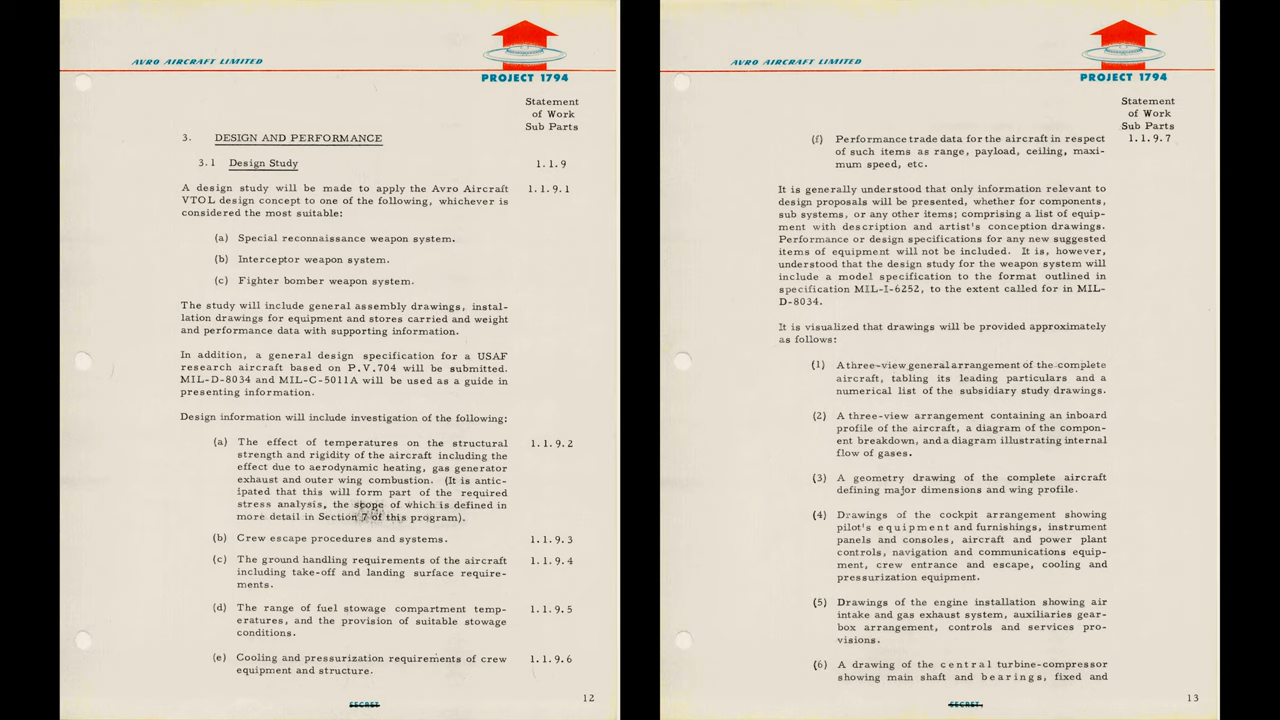 AVRO AIRCRAFT LIMITED
PROJECT 1794
Statement
of Work
Sub Parts
3. DESIGN AND PERFORMANCE
3.1 Design Study 1.1.9
A design study will be made to apply the Avro Aircraft 1.1.9.1
VTOL design concept to one of the following, whichever is
considered the most suitable:
(a) Special reconnaissance weapon system.
(b) Interceptor weapon system.
(c) Fighter bomber weapon system.
The study will include general assembly drawings, instal-
lation drawings for equipment and stores carried and weight
and performance data with supporting information.
In addition, a general design specification for a USAF
research aircraft based on P.V.704 will be submitted.
MIL-D-8034 and MIL-C-5011A will be used as a guide in
presenting information.
Design information will include investigation of the following:
(a) The effect of temperatures on the structural 1.1.9.2
strength and rigidity of the aircraft including the
effect due to aerodynamic heating, gas generator
exhaust and outer wing combustion. (It is antic-
ipated that this will form part of the required
stress analysis, the scope of which is defined in
more detail in Section 7 of this program).
(b) Crew escape procedures and systems. 1.1.9.3
(c) The ground handling requirements of the aircraft 1.1.9.4
including take-off and landing surface require-
ments.
(d) The range of fuel stowage compartment temp- 1.1.9.5
eratures, and the provision of suitable stowage
conditions.
(e) Cooling and pressurization requirements of crew 1.1.9.6
equipment and structure.
12
SECRET
AVRO AIRCRAFT LIMITED
PROJECT 1794
Statement
of Work
Sub Parts
(f) Performance trade data for the aircraft in respect 1.1.9.7
of such items as range, payload, ceiling, maxi-
mum speed, etc.
It is generally understood that only information relevant to
design proposals will be presented, whether for components,
sub systems, or any other items; comprising a list of equip-
ment with description and artist's conception drawings.
Performance or design specifications for any new suggested
items of equipment will not be included. It is, however,
understood that the design study for the weapon system will
include a model specification to the format outlined in
specification MIL-I-6252, to the extent called for in MIL-
D-8034.
It is visualized that drawings will be provided approximately
as follows:
(1) A three-view general arrangement of the complete
aircraft, tabling its leading particulars and a
numerical list of the subsidiary study drawings.
(2) A three-view arrangement containing an inboard
profile of the aircraft, a diagram of the compon-
ent breakdown, and a diagram illustrating internal
flow of gases.
(3) A geometry drawing of the complete aircraft
defining major dimensions and wing profile.
(4) Drawings of the cockpit arrangement showing
pilot's equipment and furnishings, instrument
panels and consoles, aircraft and power plant
controls, navigation and communications equip-
ment, crew entrance and escape, cooling and
pressurization equipment.
(5) Drawings of the engine installation showing air
intake and gas exhaust system, auxiliaries gear-
box arrangement, controls and services pro-
visions.
(6) A drawing of the central turbine-compressor
showing main shaft and bearings, fixed and
13
SECRET